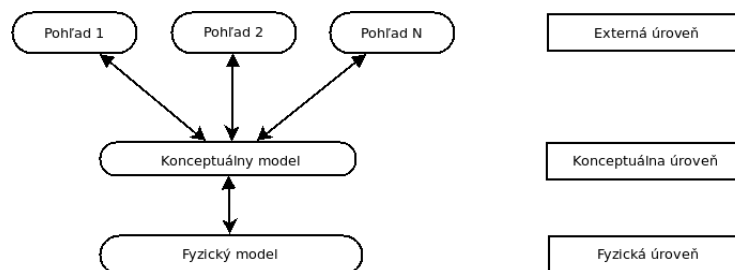 Pohľad 1
Pohľad 2
Pohľad N
Externá úroveň
Konceptuálny model
Konceptuálna úroveň
Fyzický model
Fyzická úroveň